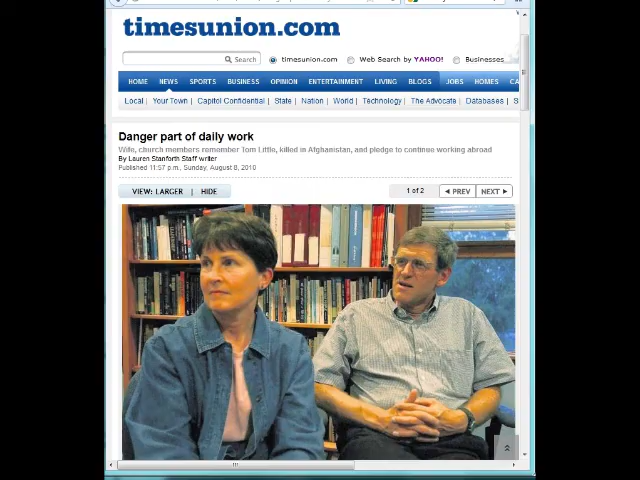 timesunion.com
Search timesunion.com Web Search by YAHOO! Businesses
HOME NEWS SPORTS BUSINESS OPINION ENTERTAINMENT LIVING BLOGS JOBS HOMES CA
Local | Your Town | Capitol Confidential | State | Nation | World | Technology | The Advocate | Databases | S
Danger part of daily work
Wife, church members remember Tom Little, killed in Afghanistan, and pledge to continue working abroad
By Lauren Stanforth Staff writer
Published 11:57 p.m., Sunday, August 8, 2010
VIEW: LARGER | HIDE 1 of 2 PREV NEXT